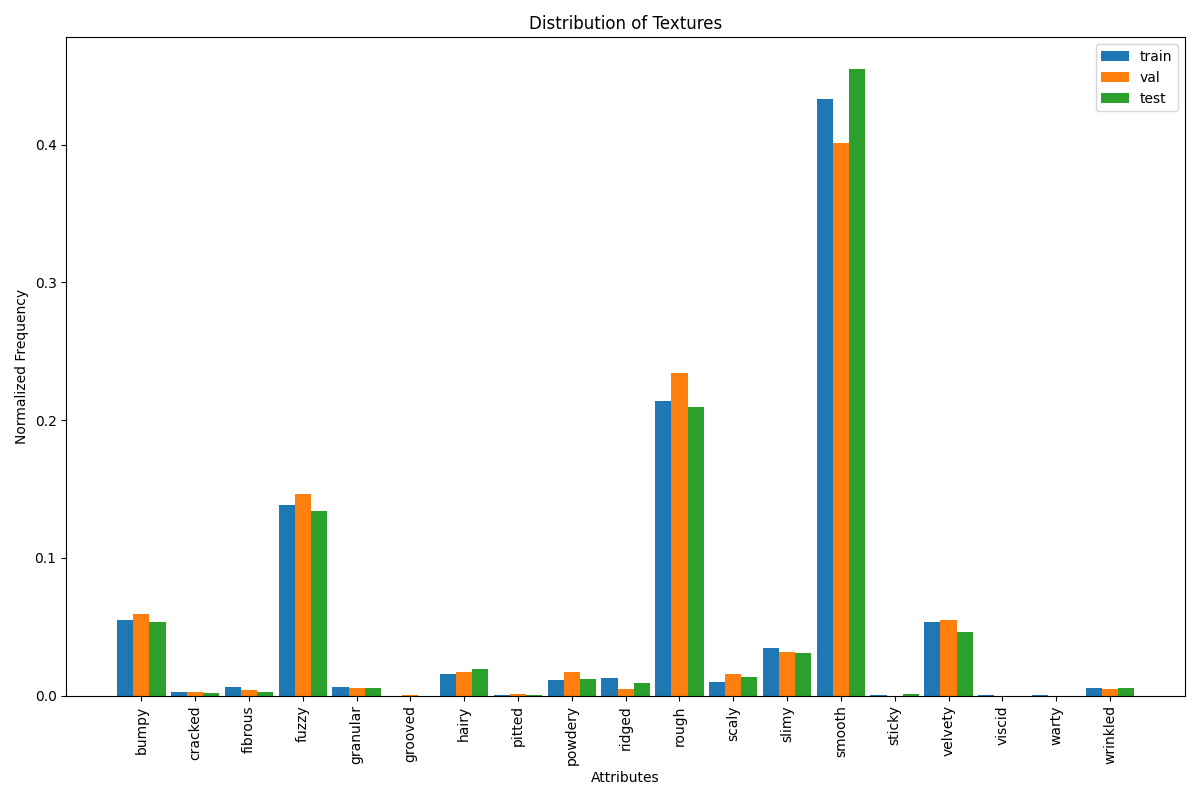 Distribution of Textures
train
val
test
Normalized Frequency
0.4
0.3
0.2
0.1
0.0
bumpy
cracked
fibrous
fuzzy
granular
grooved
hairy
pitted
powdery
ridged
rough
scaly
slimy
smooth
sticky
velvety
viscid
warty
wrinkled
Attributes